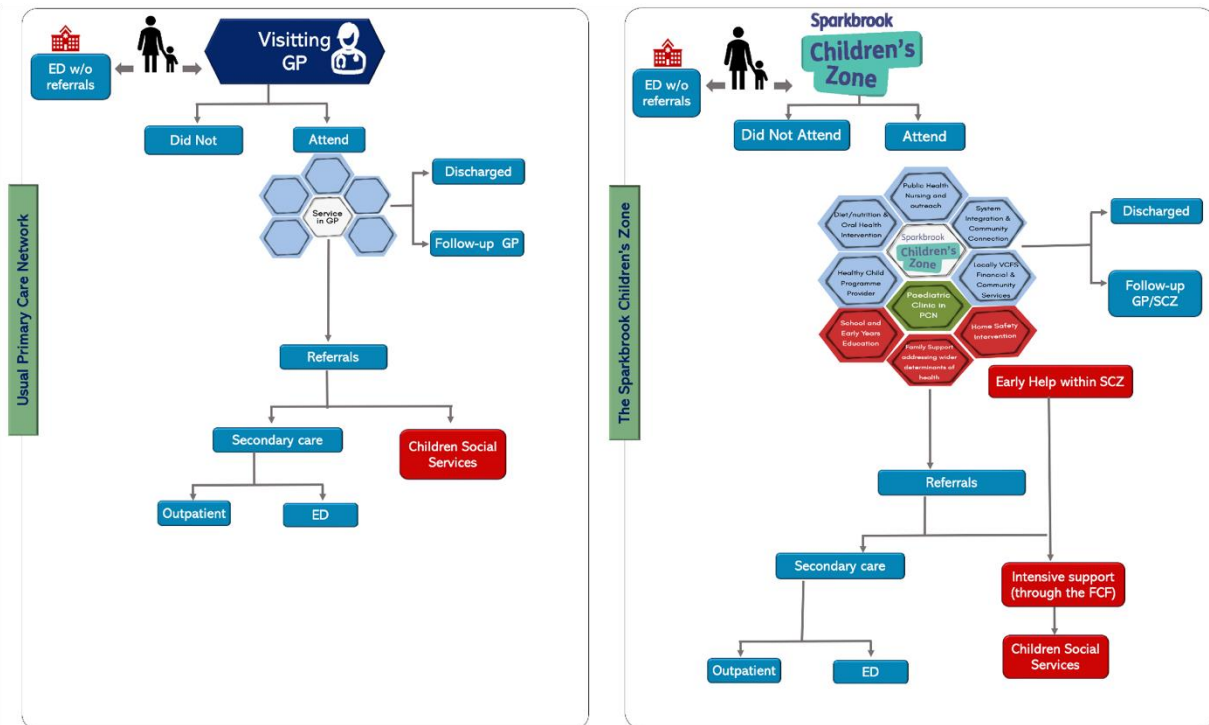 Usual Primary Care Network
Visitting
GP
ED w/o
referrals
Did Not
Attend
Service
in GP
Discharged
Follow-up GP
Referrals
Secondary care
Children Social
Services
Outpatient
ED
The Sparkbrook Children's Zone
Sparkbrook
Children's
Zone
ED w/o
referrals
Did Not Attend
Attend
Public Health
Nursing and
outreach
Diet/nutrition &
Oral Health
Intervention
System
Integration &
Community
Connection
Sparkbrook
Children's
Zone
Healthy Child
Programme
Provider
Locally VCFS
Financial &
Community
Services
Paediatric
Clinic in
PCN
School and
Early Years
Education
Home Safety
Intervention
Family Support
addressing wider
determinants of
health
Discharged
Follow-up
GP/SCZ
Early Help within SCZ
Referrals
Secondary care
Intensive support
(through the FCF)
Outpatient
ED
Children Social
Services